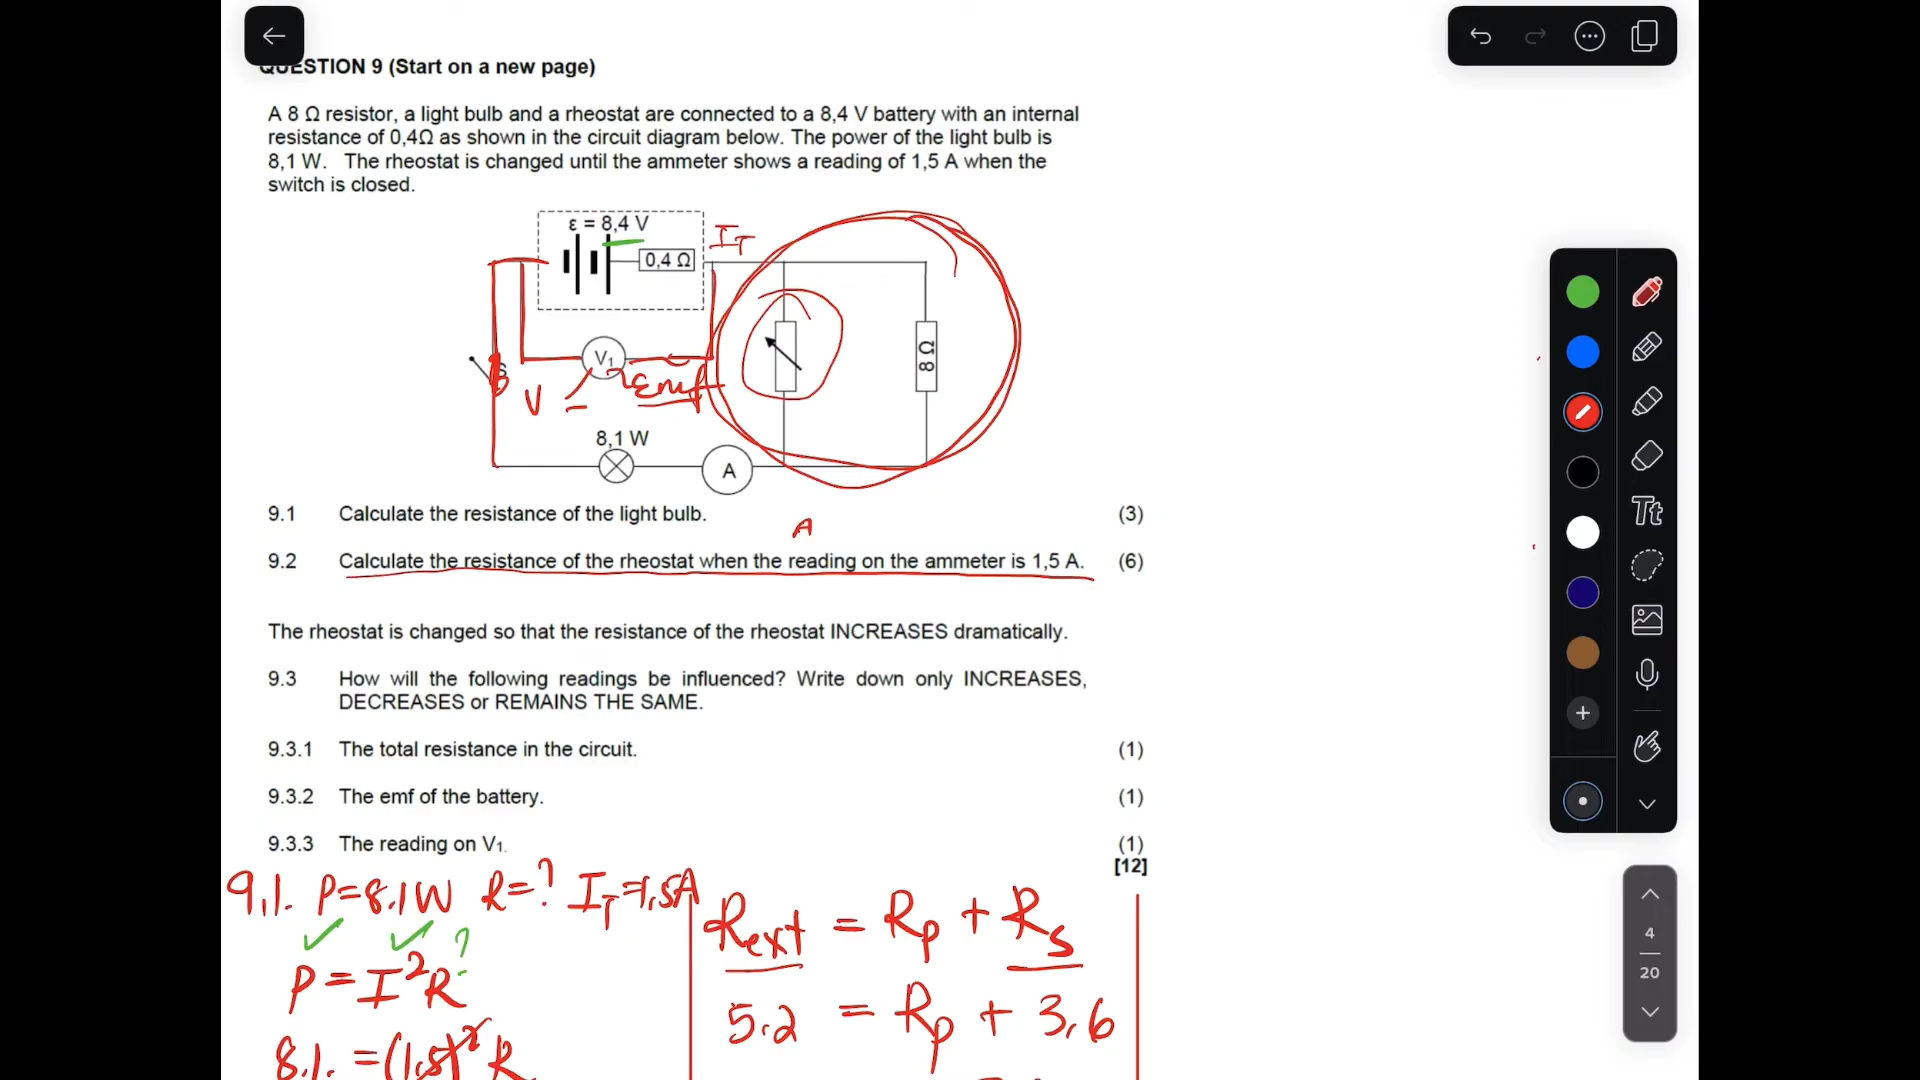 QUESTION 9 (Start on a new page)
A 8 Ω resistor, a light bulb and a rheostat are connected to a 8,4 V battery with an internal
resistance of 0,4Ω as shown in the circuit diagram below. The power of the light bulb is
8,1 W. The rheostat is changed until the ammeter shows a reading of 1,5 A when the
switch is closed.
ε = 8,4 V
I_T
0,4 Ω
V₁
8 Ω
S
V = Emf
8,1 W
A
9.1 Calculate the resistance of the light bulb. (3)
A
9.2 Calculate the resistance of the rheostat when the reading on the ammeter is 1,5 A. (6)
The rheostat is changed so that the resistance of the rheostat INCREASES dramatically.
9.3 How will the following readings be influenced? Write down only INCREASES,
DECREASES or REMAINS THE SAME.
9.3.1 The total resistance in the circuit. (1)
9.3.2 The emf of the battery. (1)
9.3.3 The reading on V₁. (1)
[12]
9.1. P=8.1W R=? I_T=1.5A
P=I²R ?
8.1. =(1.5)² R
Rext = Rp + Rs
5.2 = Rp + 3.6
Tt
4
20